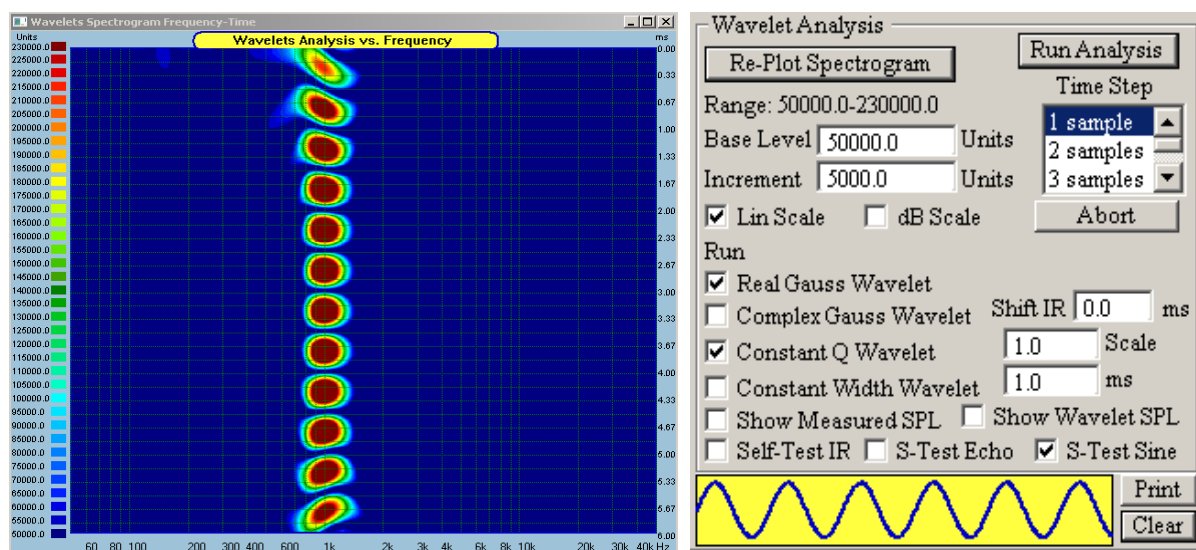 Wavelets Spectrogram Frequency-Time
Units
Wavelets Analysis vs. Frequency
ms
230000.0
225000.0
220000.0
215000.0
210000.0
205000.0
200000.0
195000.0
190000.0
185000.0
180000.0
175000.0
170000.0
165000.0
160000.0
155000.0
150000.0
145000.0
140000.0
135000.0
130000.0
125000.0
120000.0
115000.0
110000.0
105000.0
100000.0
95000.0
90000.0
85000.0
80000.0
75000.0
70000.0
65000.0
60000.0
55000.0
50000.0
0.00
0.33
0.67
1.00
1.33
1.67
2.00
2.33
2.67
3.00
3.33
3.67
4.00
4.33
4.67
5.00
5.33
5.67
6.00
60 80 100 200 300 400 600 1k 2k 3k 4k 6k 8k 10k 20k 30k 40k Hz
Wavelet Analysis
Re-Plot Spectrogram
Run Analysis
Range: 50000.0-230000.0
Time Step
Base Level 50000.0 Units
Increment 5000.0 Units
1 sample
2 samples
3 samples
Lin Scale dB Scale
Abort
Run
Real Gauss Wavelet
Complex Gauss Wavelet Shift IR 0.0 ms
Constant Q Wavelet 1.0 Scale
Constant Width Wavelet 1.0 ms
Show Measured SPL Show Wavelet SPL
Self-Test IR S-Test Echo S-Test Sine
Print
Clear